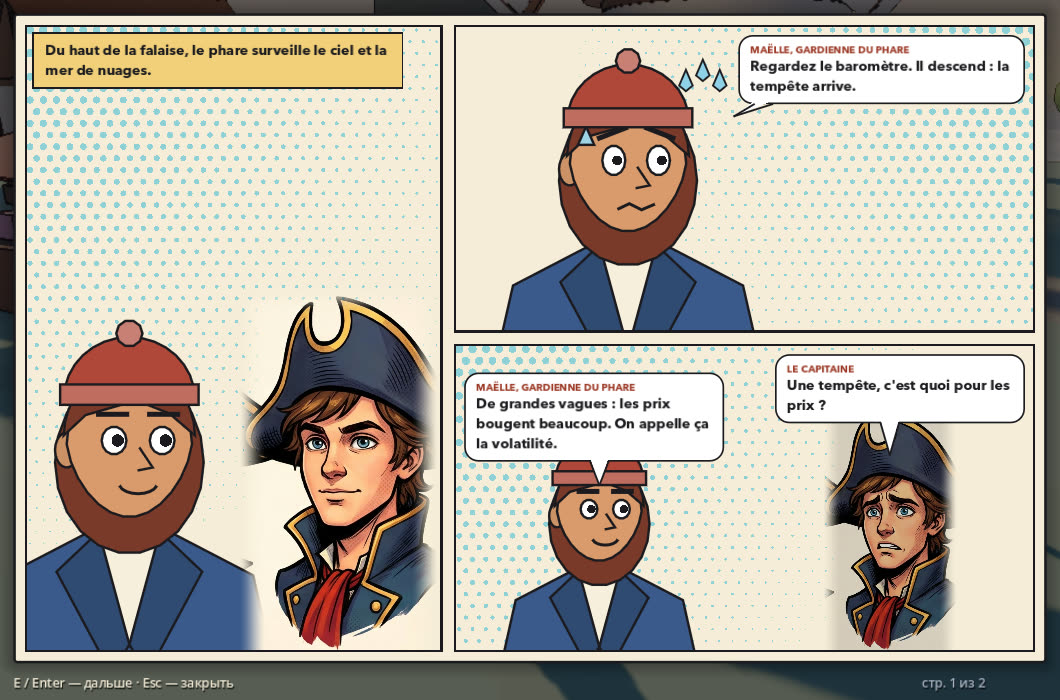 Du haut de la falaise, le phare surveille le ciel et la
mer de nuages.
MAËLLE, GARDIENNE DU PHARE
Regardez le baromètre. Il descend : la
tempête arrive.
MAËLLE, GARDIENNE DU PHARE
De grandes vagues : les prix
bougent beaucoup. On appelle ça
la volatilité.
LE CAPITAINE
Une tempête, c'est quoi pour les
prix ?
E / Enter — дальше · Esc — закрыть
стр. 1 из 2